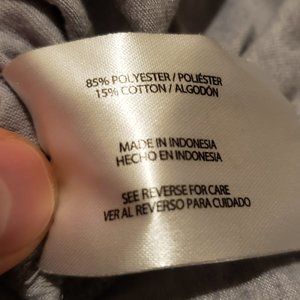 85% POLYESTER / POLIÉSTER
15% COTTON / ALGODÓN
MADE IN INDONESIA
HECHO EN INDONESIA
SEE REVERSE FOR CARE
VER AL REVERSO PARA CUIDADO